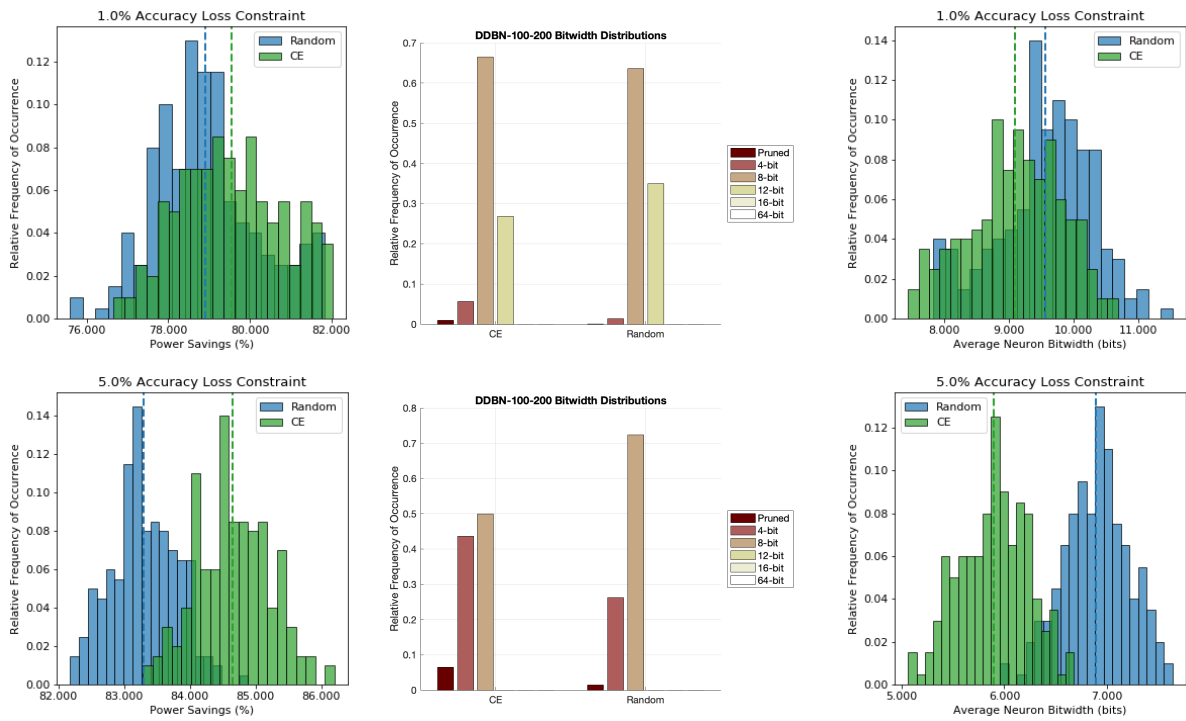 1.0% Accuracy Loss Constraint
Relative Frequency of Occurrence
0.12
0.10
0.08
0.06
0.04
0.02
0.00
76.000
78.000
80.000
82.000
Power Savings (%)
Random
CE
DDBN-100-200 Bitwidth Distributions
Relative Frequency of Occurrence
0.7
0.6
0.5
0.4
0.3
0.2
0.1
0
CE
Random
Pruned
4-bit
8-bit
12-bit
16-bit
64-bit
1.0% Accuracy Loss Constraint
Relative Frequency of Occurrence
0.14
0.12
0.10
0.08
0.06
0.04
0.02
0.00
8.000
9.000
10.000
11.000
Average Neuron Bitwidth (bits)
Random
CE
5.0% Accuracy Loss Constraint
Relative Frequency of Occurrence
0.14
0.12
0.10
0.08
0.06
0.04
0.02
0.00
82.000
83.000
84.000
85.000
86.000
Power Savings (%)
Random
CE
DDBN-100-200 Bitwidth Distributions
Relative Frequency of Occurrence
0.8
0.7
0.6
0.5
0.4
0.3
0.2
0.1
0
CE
Random
Pruned
4-bit
8-bit
12-bit
16-bit
64-bit
5.0% Accuracy Loss Constraint
Relative Frequency of Occurrence
0.12
0.10
0.08
0.06
0.04
0.02
0.00
5.000
6.000
7.000
Average Neuron Bitwidth (bits)
Random
CE